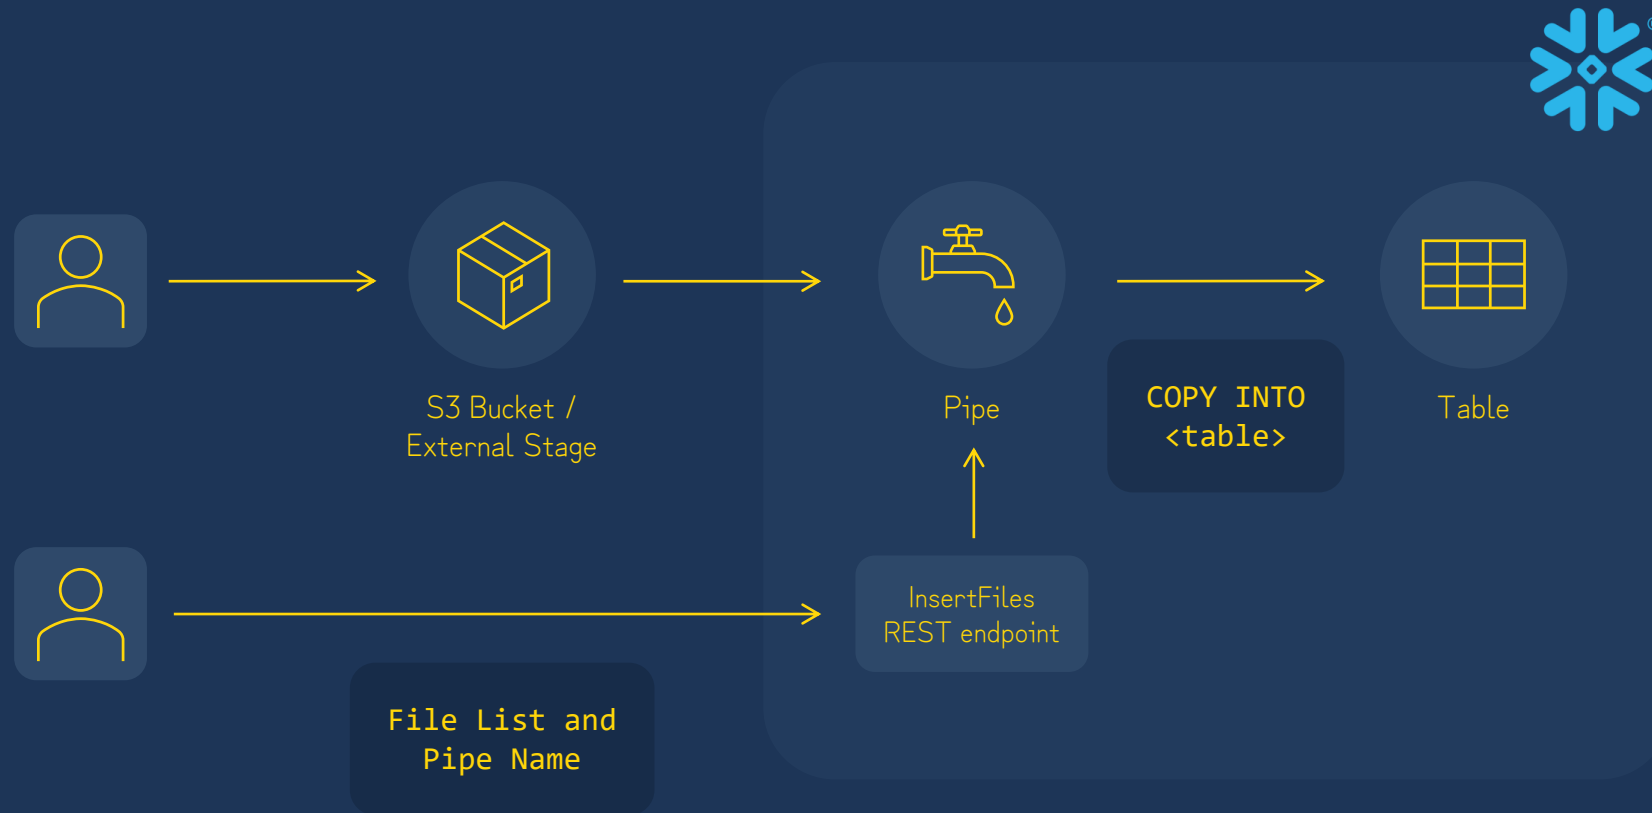 S3 Bucket /
External Stage
Pipe
COPY INTO
<table>
Table
InsertFiles
REST endpoint
File List and
Pipe Name